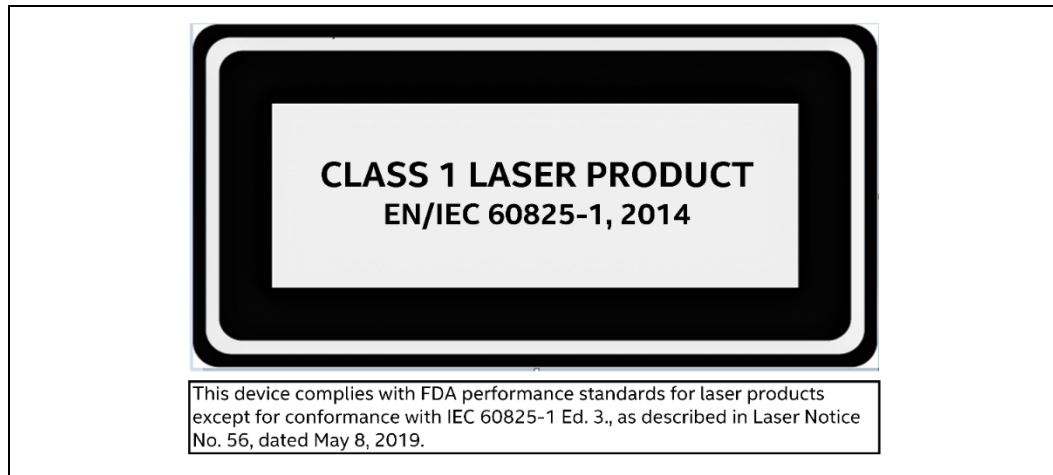 CLASS 1 LASER PRODUCT
EN/IEC 60825-1, 2014
This device complies with FDA performance standards for laser products
except for conformance with IEC 60825-1 Ed. 3., as described in Laser Notice
No. 56, dated May 8, 2019.